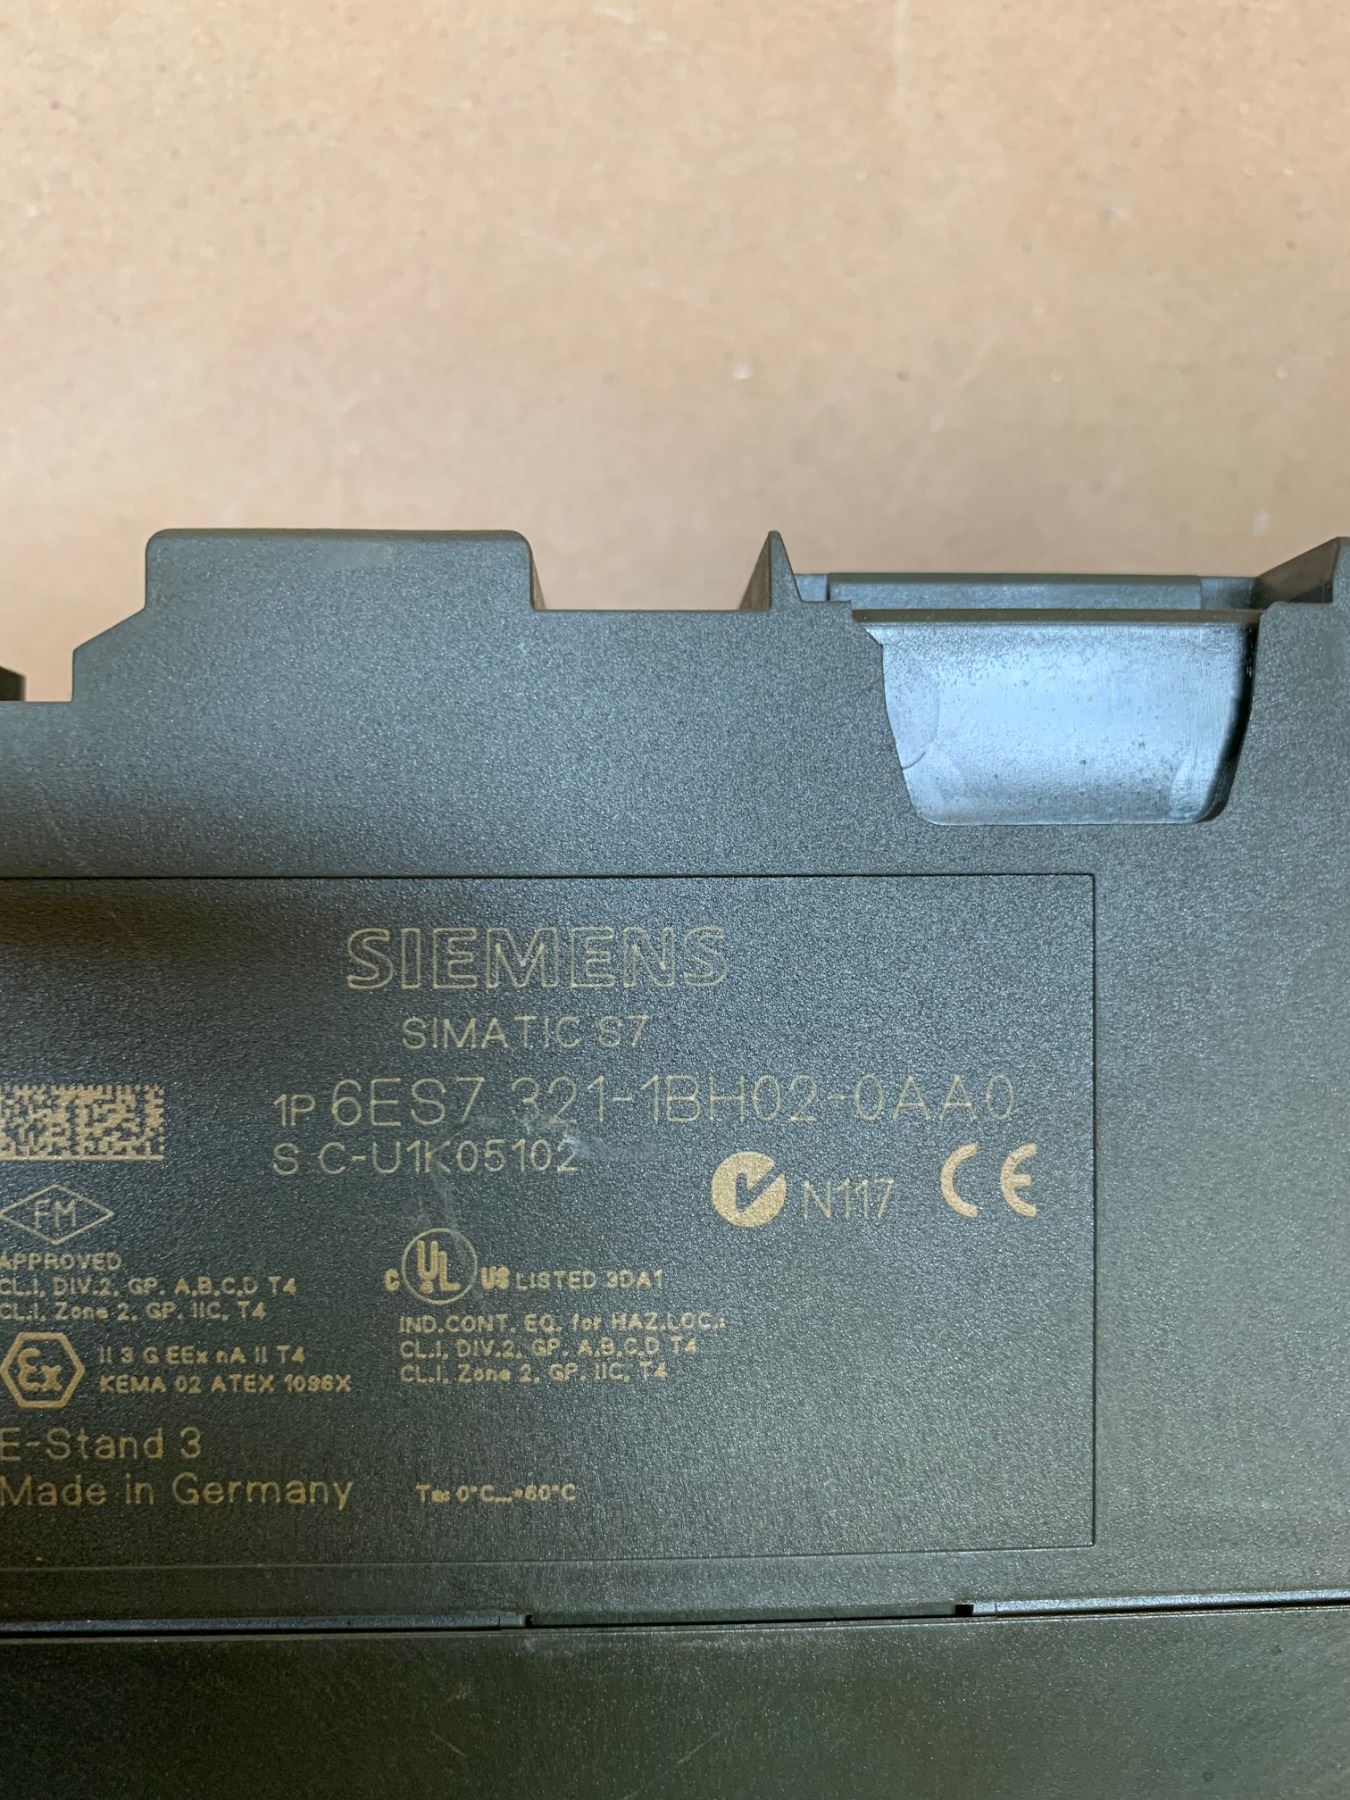 SIEMENS
SIMATIC S7
1P 6ES7 321-1BH02-0AA0
S C-U1K05102
N117 CE
FM
APPROVED
CL.I, DIV.2, GP. A,B,C,D T4
CL.I, Zone 2, GP. IIC, T4
C UL US LISTED 9DA1
IND.CONT. EQ. for HAZ.LOC.:
CL.I, DIV.2, GP. A,B,C,D T4
CL.I, Zone 2, GP. IIC, T4
Ex
II 3 G EEx nA II T4
KEMA 02 ATEX 1096X
E-Stand 3
Made in Germany
Ta: 0°C...+60°C